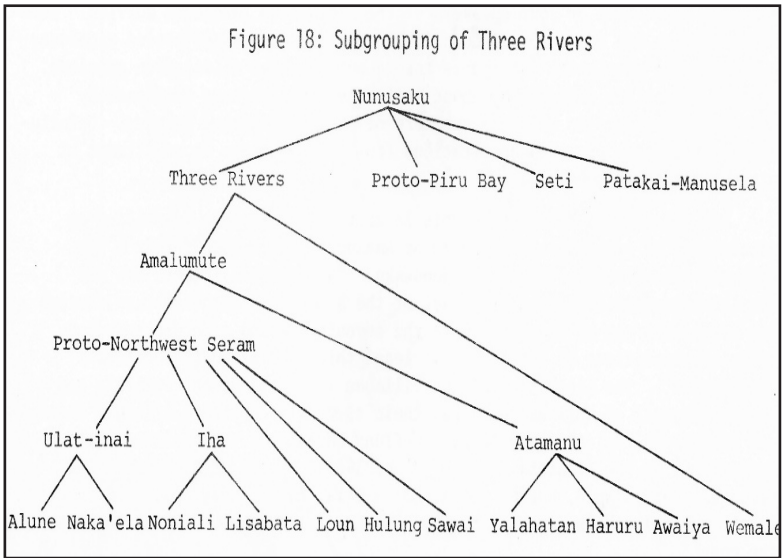 Figure 18: Subgrouping of Three Rivers
Nunusaku
Three Rivers Proto-Piru Bay Seti Patakai-Manusela
Amalumute
Proto-Northwest Seram
Ulat-inai Iha Atamanu
Alune Naka'ela Noniali Lisabata Loun Hulung Sawai Yalahatan Haruru Awaiya Wemale